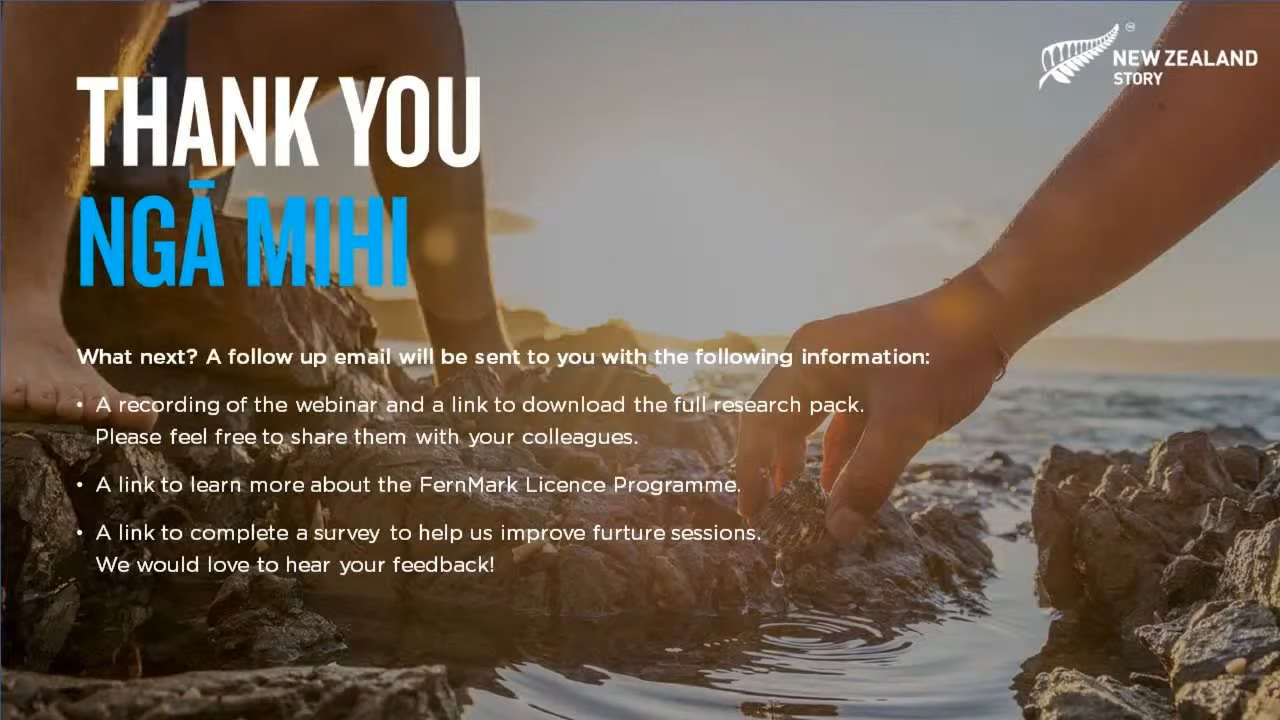 THANK YOU
NGĀ MIHI
NEW ZEALAND
STORY
What next? A follow up email will be sent to you with the following information:
• A recording of the webinar and a link to download the full research pack.
Please feel free to share them with your colleagues.
• A link to learn more about the FernMark Licence Programme.
• A link to complete a survey to help us improve furture sessions.
We would love to hear your feedback!